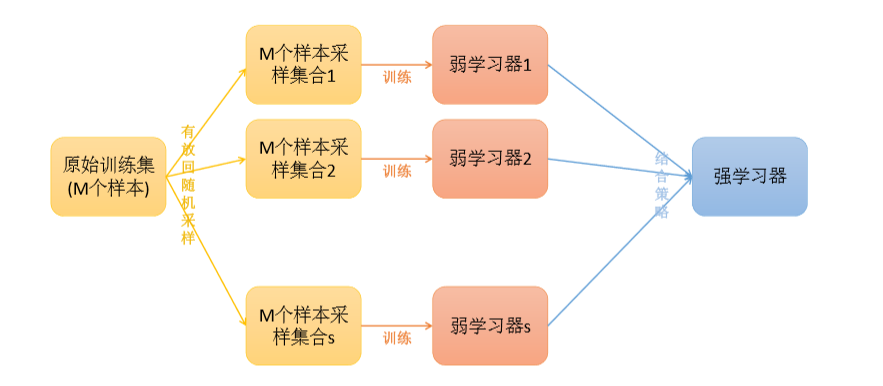 原始训练集
(M个样本)
有放回随机采样
M个样本采
样集合1
训练
弱学习器1
M个样本采
样集合2
训练
弱学习器2
M个样本采
样集合s
训练
弱学习器s
结合策略
强学习器